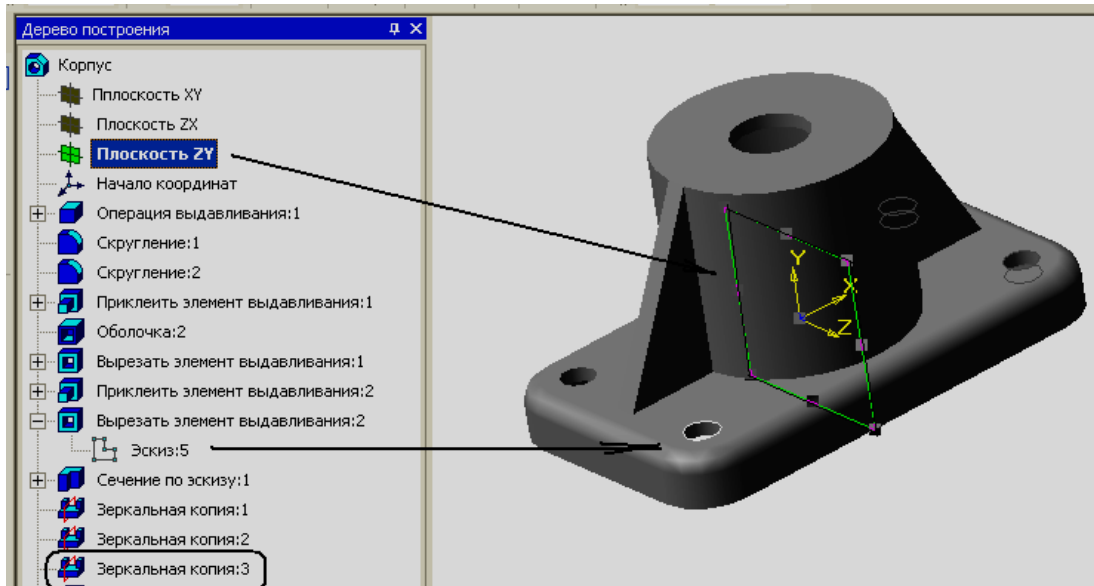 Дерево построения
Корпус
Пплоскость XY
Плоскость ZX
Плоскость ZY
Начало координат
Операция выдавливания:1
Скругление:1
Скругление:2
Приклеить элемент выдавливания:1
Оболочка:2
Вырезать элемент выдавливания:1
Приклеить элемент выдавливания:2
Вырезать элемент выдавливания:2
Эскиз:5
Сечение по эскизу:1
Зеркальная копия:1
Зеркальная копия:2
Зеркальная копия:3
Y
X
Z